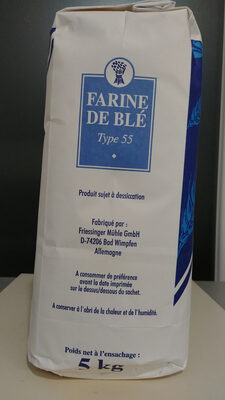 FARINE
DE BLÉ
Type 55
Produit sujet à dessiccation
Fabriqué par :
Friessinger Mühle GmbH
D-74206 Bad Wimpfen
Allemagne
A consommer de préférence
avant la date imprimée
sur le dessus/dessous du sachet.
A conserver à l'abri de la chaleur et de l'humidité.
Poids net à l'ensachage :
5 kg